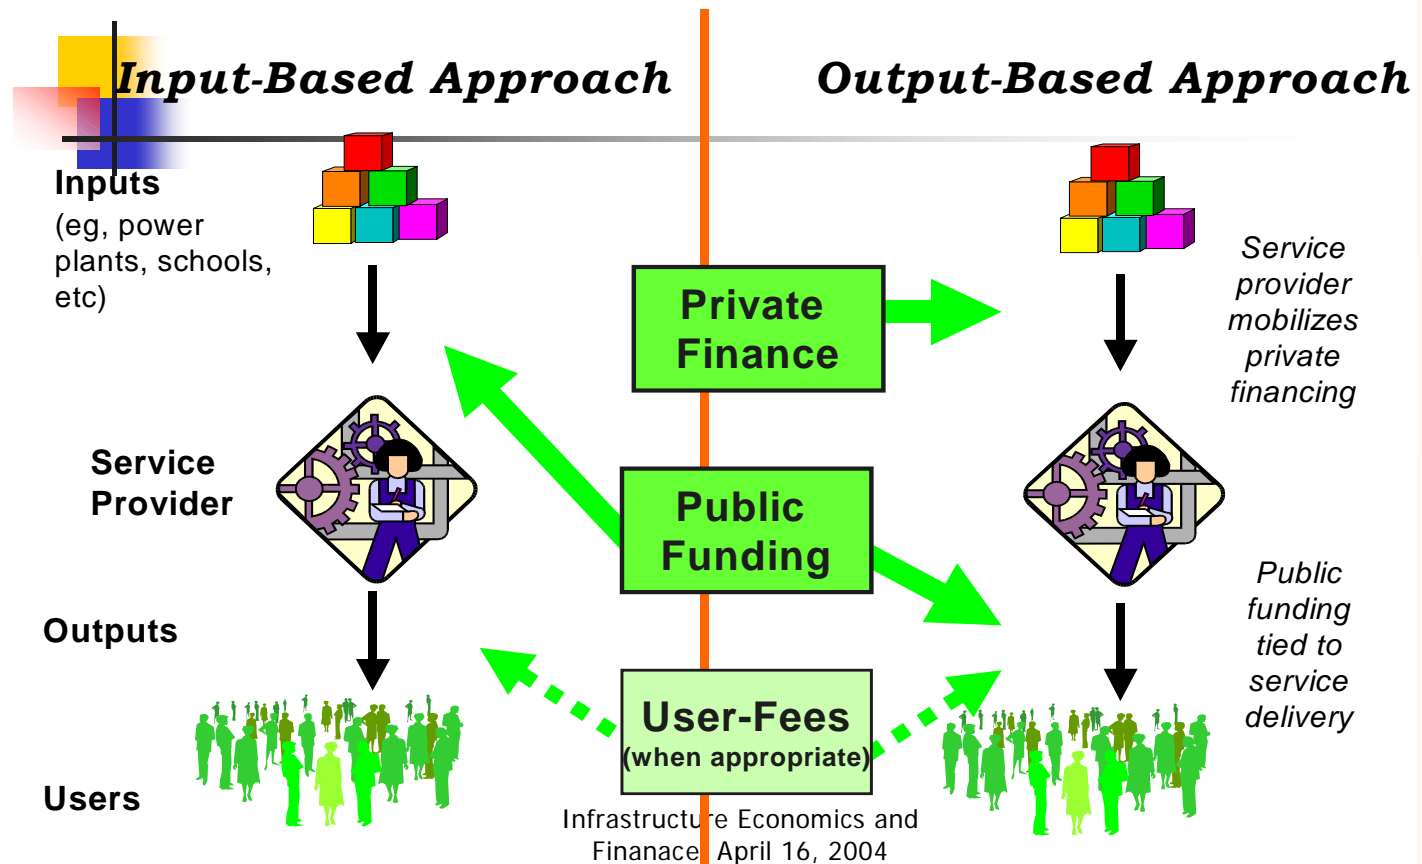 Input-Based Approach
Output-Based Approach
Inputs
(eg, power
plants, schools,
etc)
Private
Finance
Service
provider
mobilizes
private
financing
Service
Provider
Public
Funding
Outputs
Public
funding
tied to
service
delivery
User-Fees
(when appropriate)
Users
Infrastructure Economics and
Finanace, April 16, 2004